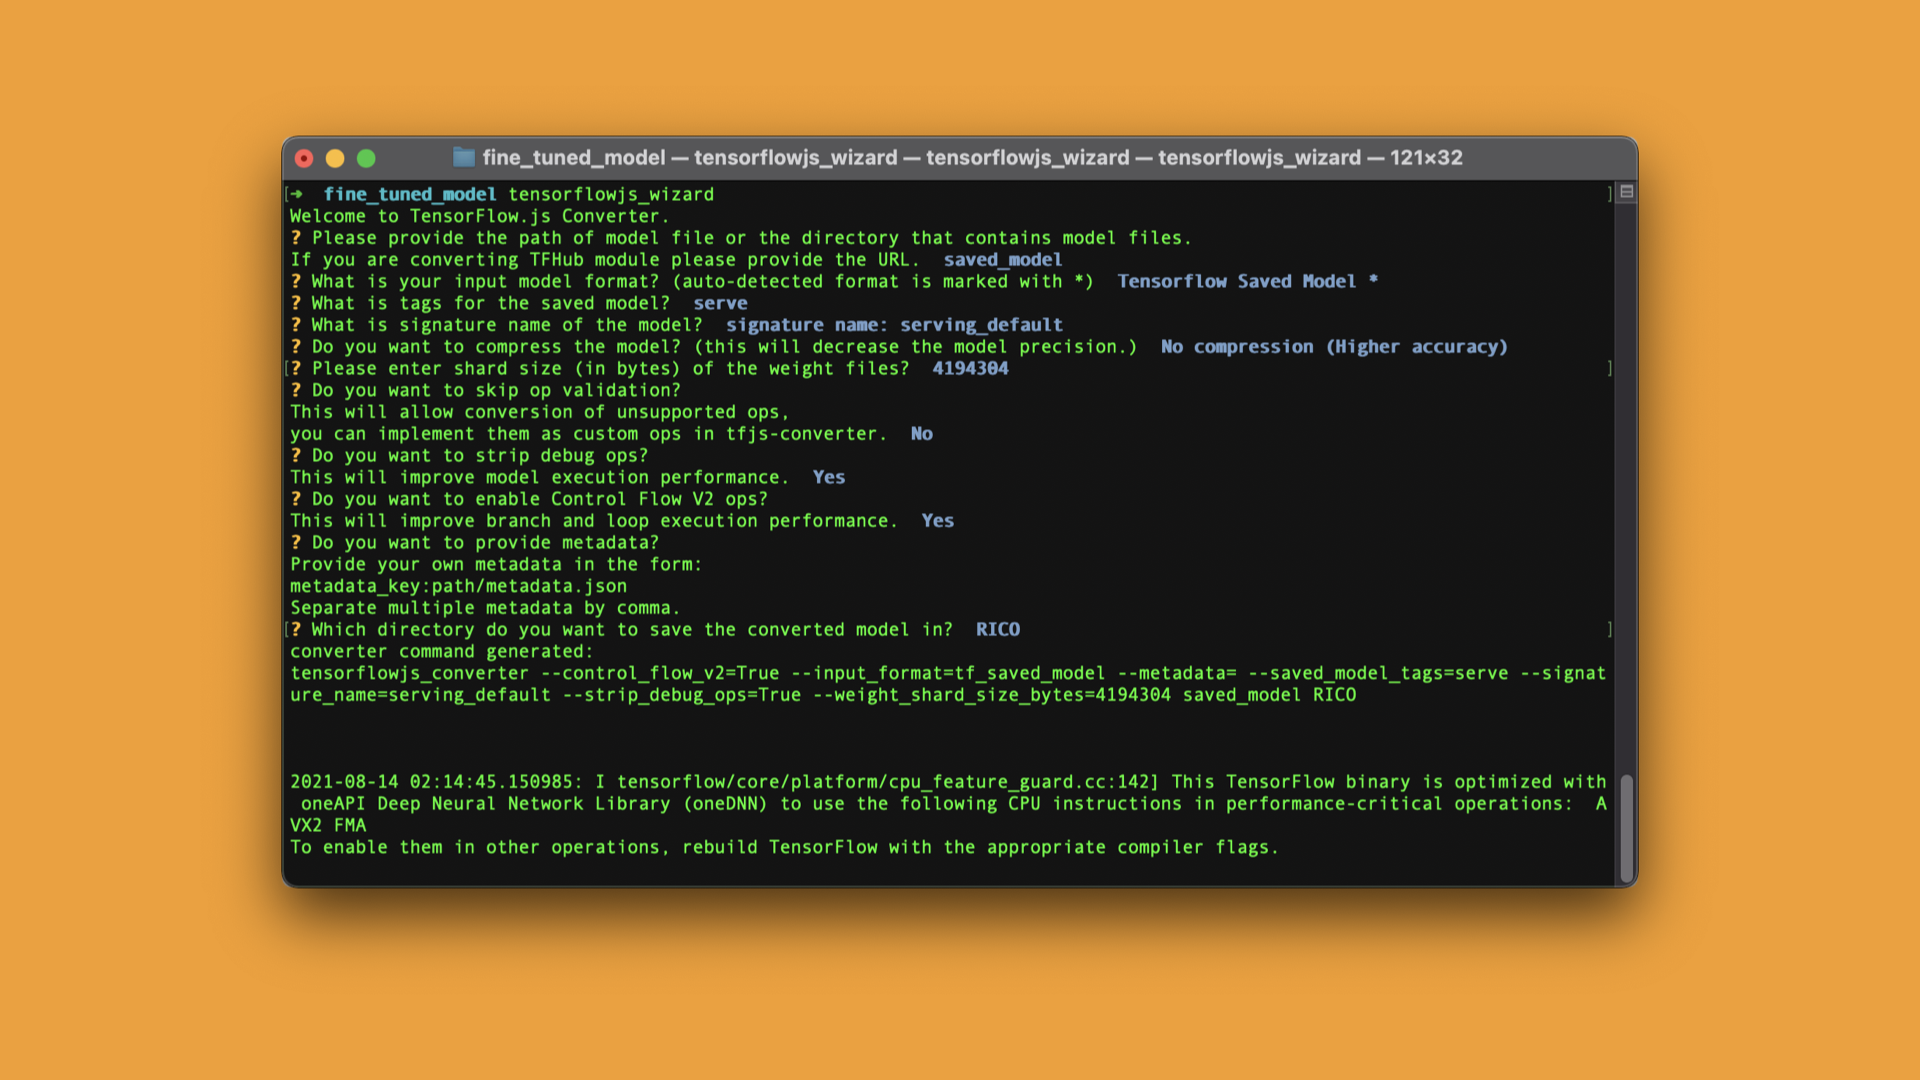 fine_tuned_model — tensorflowjs_wizard — tensorflowjs_wizard — tensorflowjs_wizard — 121×32
[➜  fine_tuned_model tensorflowjs_wizard ]
Welcome to TensorFlow.js Converter.
? Please provide the path of model file or the directory that contains model files.
If you are converting TFHub module please provide the URL.  saved_model
? What is your input model format? (auto-detected format is marked with *)  Tensorflow Saved Model *
? What is tags for the saved model?  serve
? What is signature name of the model?  signature name: serving_default
? Do you want to compress the model? (this will decrease the model precision.)  No compression (Higher accuracy)
[? Please enter shard size (in bytes) of the weight files?  4194304 ]
? Do you want to skip op validation?
This will allow conversion of unsupported ops,
you can implement them as custom ops in tfjs-converter.  No
? Do you want to strip debug ops?
This will improve model execution performance.  Yes
? Do you want to enable Control Flow V2 ops?
This will improve branch and loop execution performance.  Yes
? Do you want to provide metadata?
Provide your own metadata in the form:
metadata_key:path/metadata.json
Separate multiple metadata by comma.
[? Which directory do you want to save the converted model in?  RICO ]
converter command generated:
tensorflowjs_converter --control_flow_v2=True --input_format=tf_saved_model --metadata= --saved_model_tags=serve --signat
ure_name=serving_default --strip_debug_ops=True --weight_shard_size_bytes=4194304 saved_model RICO
2021-08-14 02:14:45.150985: I tensorflow/core/platform/cpu_feature_guard.cc:142] This TensorFlow binary is optimized with
 oneAPI Deep Neural Network Library (oneDNN) to use the following CPU instructions in performance-critical operations:  A
VX2 FMA
To enable them in other operations, rebuild TensorFlow with the appropriate compiler flags.